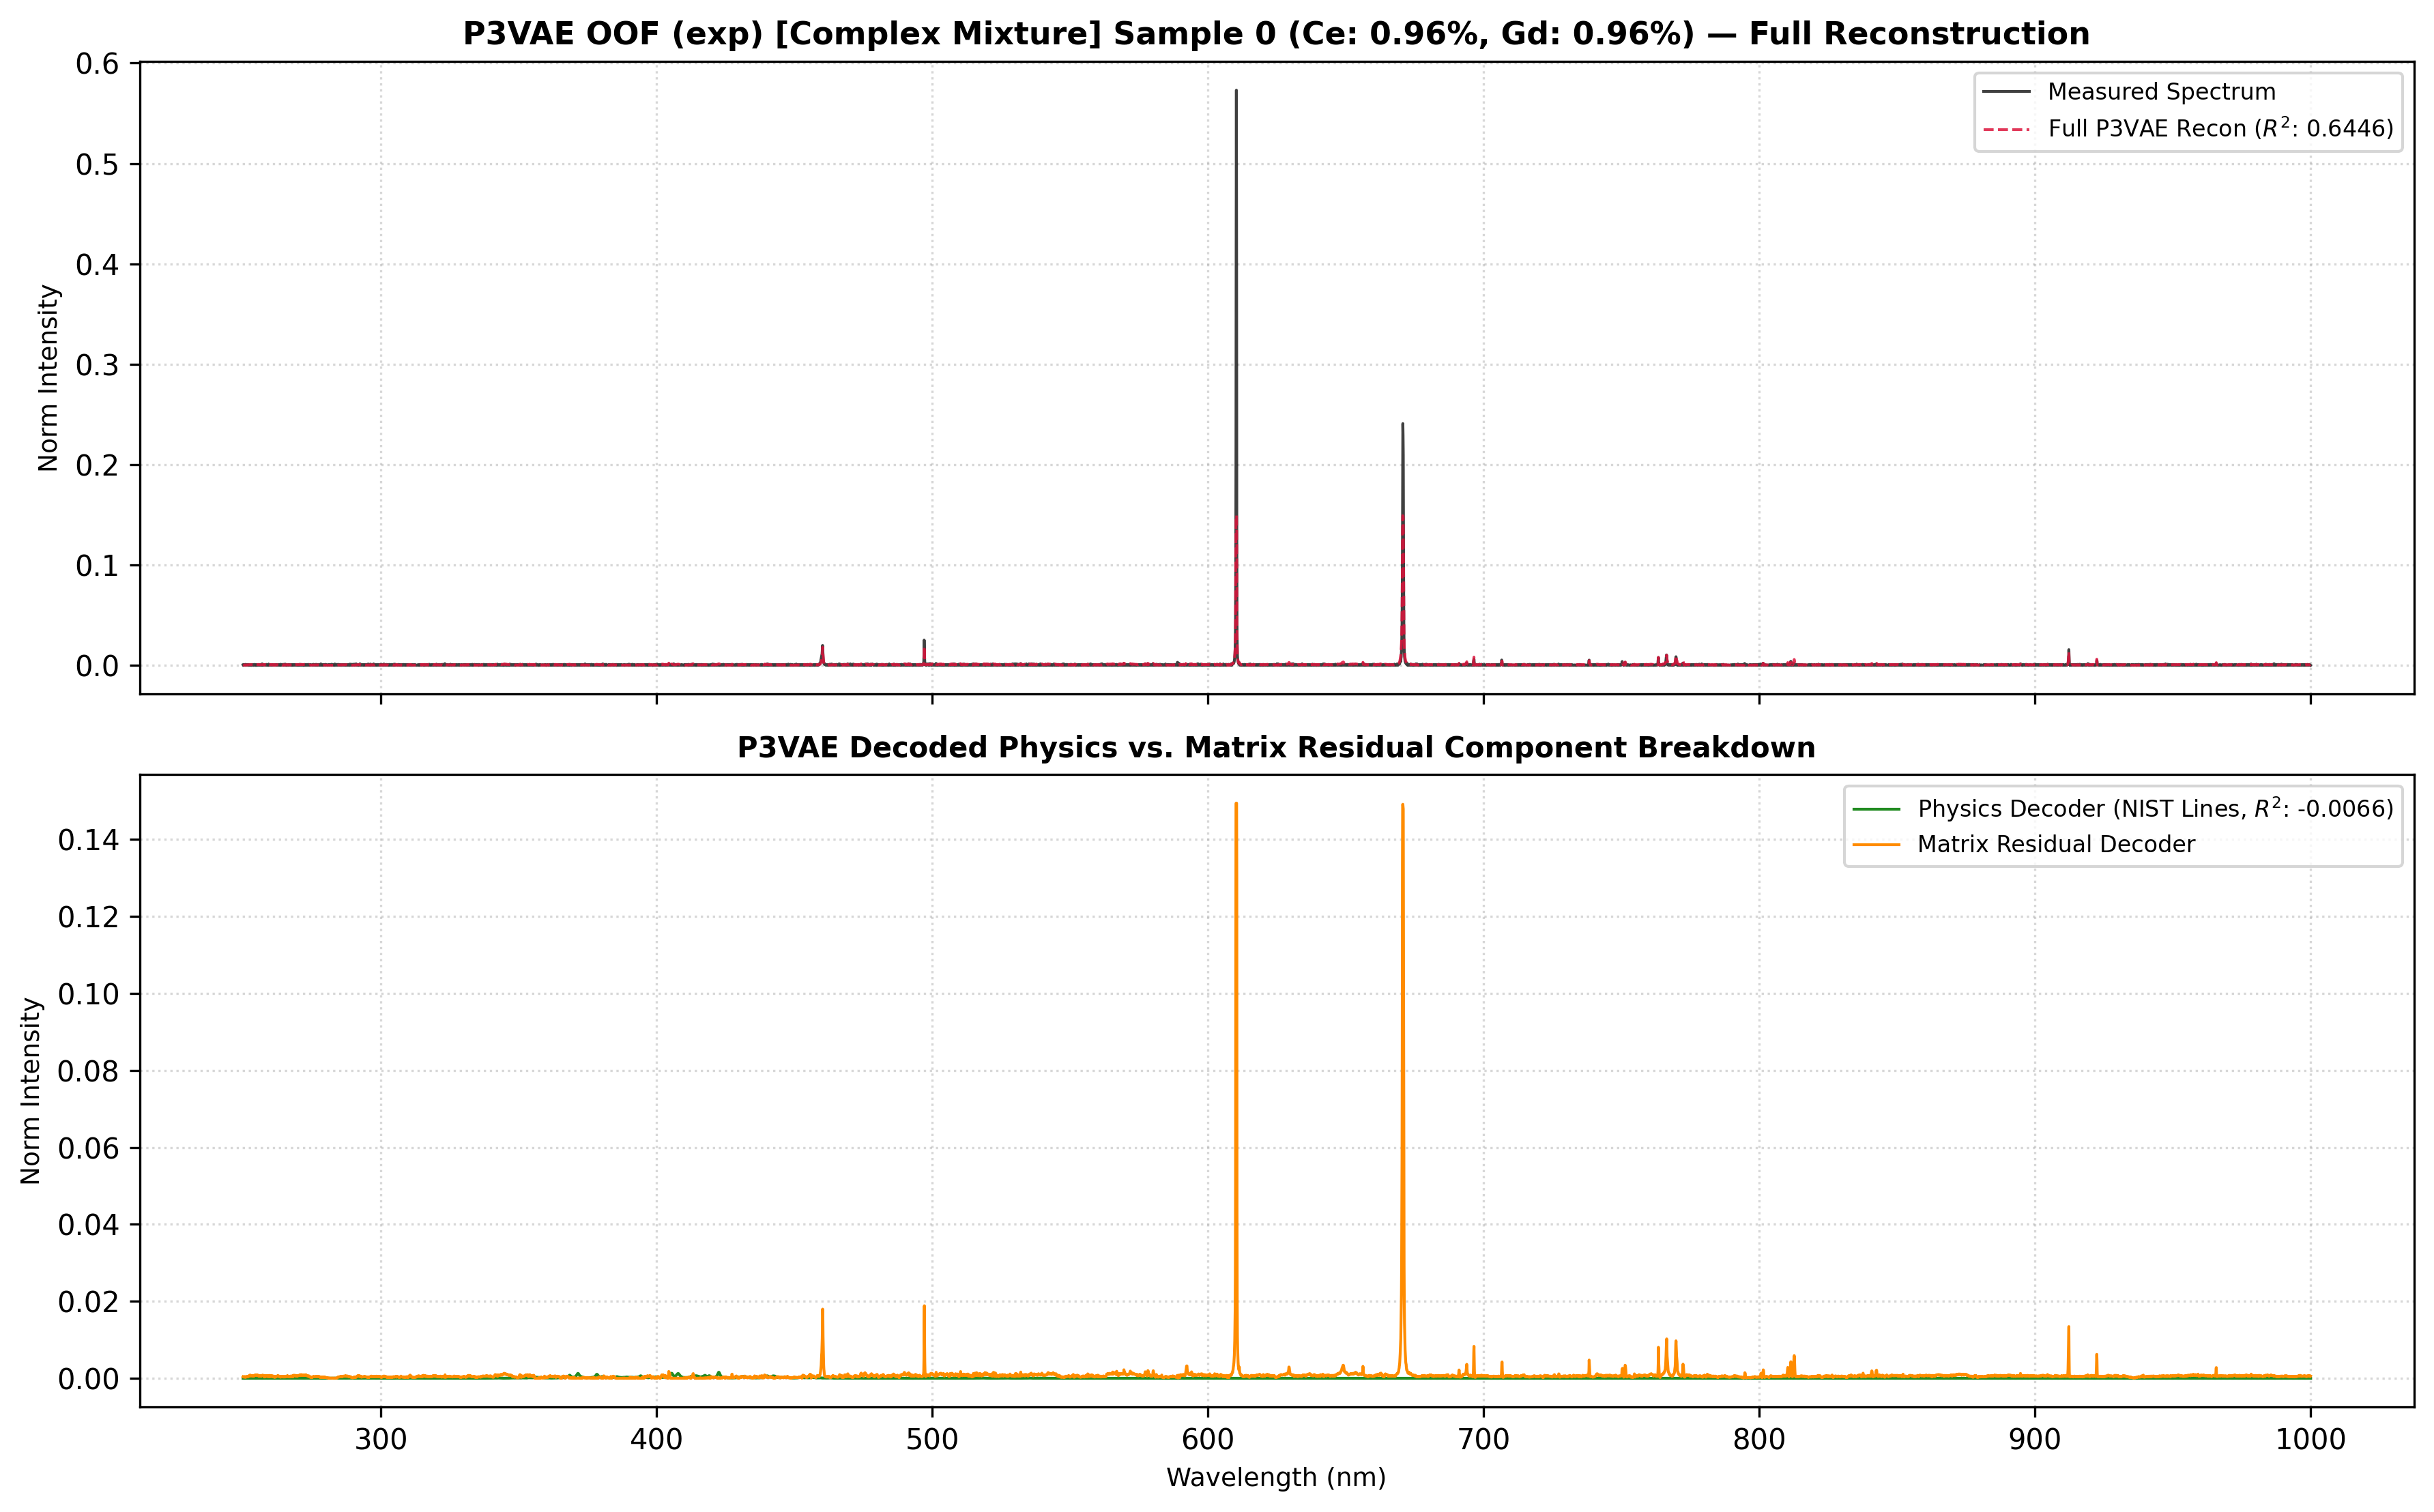 P3VAE OOF (exp) [Complex Mixture] Sample 0 (Ce: 0.96%, Gd: 0.96%) — Full Reconstruction
0.6
0.5
0.4
0.3
0.2
0.1
0.0
Norm Intensity
Measured Spectrum
Full P3VAE Recon (R²: 0.6446)
P3VAE Decoded Physics vs. Matrix Residual Component Breakdown
0.14
0.12
0.10
0.08
0.06
0.04
0.02
0.00
Norm Intensity
Physics Decoder (NIST Lines, R²: -0.0066)
Matrix Residual Decoder
300 400 500 600 700 800 900 1000
Wavelength (nm)